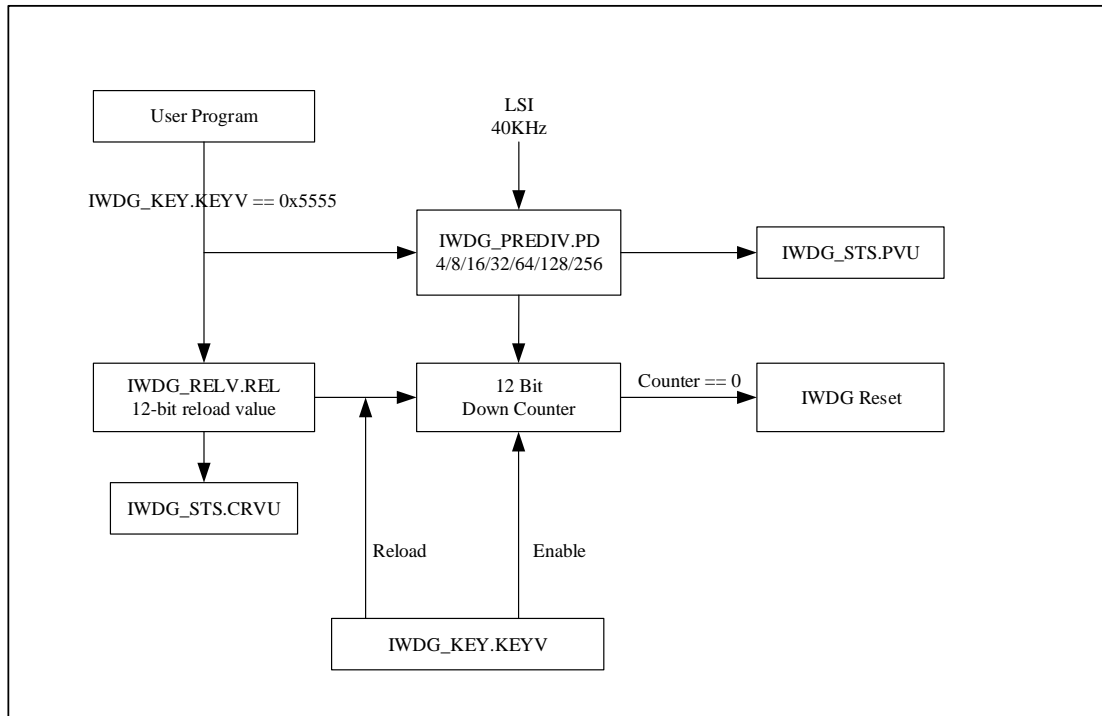 User Program
LSI
40KHz
IWDG_KEY.KEYV == 0x5555
IWDG_PREDIV.PD
4/8/16/32/64/128/256
IWDG_STS.PVU
IWDG_RELV.REL
12-bit reload value
12 Bit
Down Counter
Counter == 0
IWDG Reset
IWDG_STS.CRVU
Reload
Enable
IWDG_KEY.KEYV